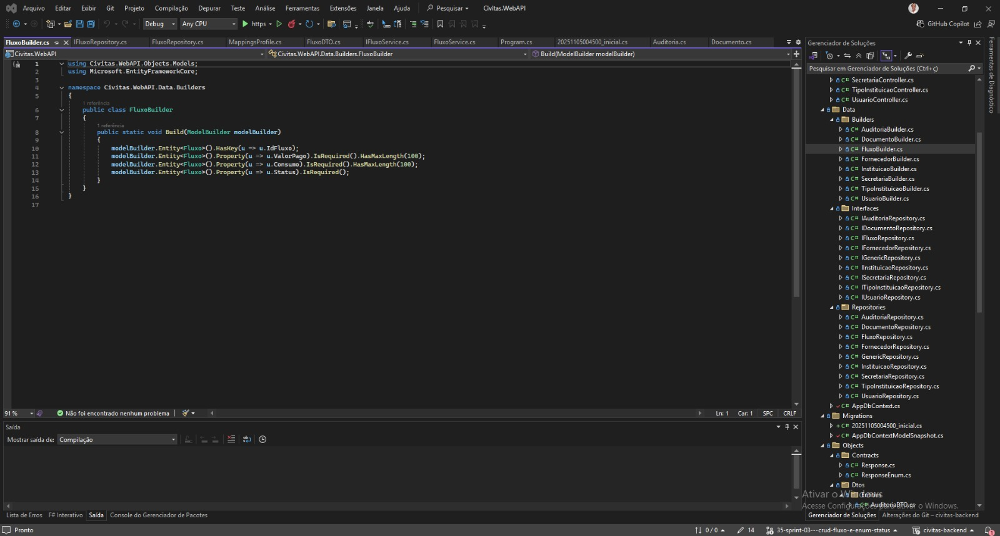 Arquivo Editar Exibir Git Projeto Compilação Depurar Teste Análise Ferramentas Extensões Janela Ajuda Pesquisar Civitas.WebAPI
Debug Any CPU https GitHub Copilot
FluxoBuilder.cs IFluxoRepository.cs FluxoRepository.cs MappingsProfile.cs FluxoDTO.cs IFluxoService.cs FluxoService.cs Program.cs 20251105004500_inicial.cs Auditoria.cs Documento.cs
Civitas.WebAPI Civitas.WebAPI.Data.Builders.FluxoBuilder Build(ModelBuilder modelBuilder)
1 using Civitas.WebAPI.Objects.Models;
2 using Microsoft.EntityFrameworkCore;
3
4 namespace Civitas.WebAPI.Data.Builders
5 {
1 referência
6 public class FluxoBuilder
7 {
1 referência
8 public static void Build(ModelBuilder modelBuilder)
9 {
10 modelBuilder.Entity<Fluxo>().HasKey(u => u.IdFluxo);
11 modelBuilder.Entity<Fluxo>().Property(u => u.ValorPago).IsRequired().HasMaxLength(100);
12 modelBuilder.Entity<Fluxo>().Property(u => u.Consumo).IsRequired().HasMaxLength(100);
13 modelBuilder.Entity<Fluxo>().Property(u => u.Status).IsRequired();
14 }
15 }
16 }
17
91 % Não foi encontrado nenhum problema Ln: 1 Car: 1 SPC CRLF
Saída
Mostrar saída de: Compilação
Lista de Erros F# Interativo Saída Console do Gerenciador de Pacotes
Gerenciador de Soluções
Pesquisar em Gerenciador de Soluções (Ctrl+ç)
C# SecretariaController.cs
C# TipoInstituicaoController.cs
C# UsuarioController.cs
Data
Builders
C# AuditoriaBuilder.cs
C# DocumentoBuilder.cs
C# FluxoBuilder.cs
C# FornecedorBuilder.cs
C# InstituicaoBuilder.cs
C# SecretariaBuilder.cs
C# TipoInstituicaoBuilder.cs
C# UsuarioBuilder.cs
Interfaces
C# IAuditoriaRepository.cs
C# IDocumentoRepository.cs
C# IFluxoRepository.cs
C# IFornecedorRepository.cs
C# IGenericRepository.cs
C# IInstituicaoRepository.cs
C# ISecretariaRepository.cs
C# ITipoInstituicaoRepository.cs
C# IUsuarioRepository.cs
Repositories
C# AuditoriaRepository.cs
C# DocumentoRepository.cs
C# FluxoRepository.cs
C# FornecedorRepository.cs
C# GenericRepository.cs
C# InstituicaoRepository.cs
C# SecretariaRepository.cs
C# TipoInstituicaoRepository.cs
C# UsuarioRepository.cs
C# AppDbContext.cs
Migrations
C# 20251105004500_inicial.cs
C# AppDbContextModelSnapshot.cs
Objects
Contracts
C# Response.cs
C# ResponseEnum.cs
Dtos
Entities
C# AuditoriaDTO.cs
Ativar o Windows
Acesse Configurações para ativar o Windows.
Gerenciador de Soluções Alterações do Git – civitas-backend
Ferramentas de Diagnóstico
Pronto 0 / 0 14 35-sprint-03---crud-fluxo-e-enum-status civitas-backend 1